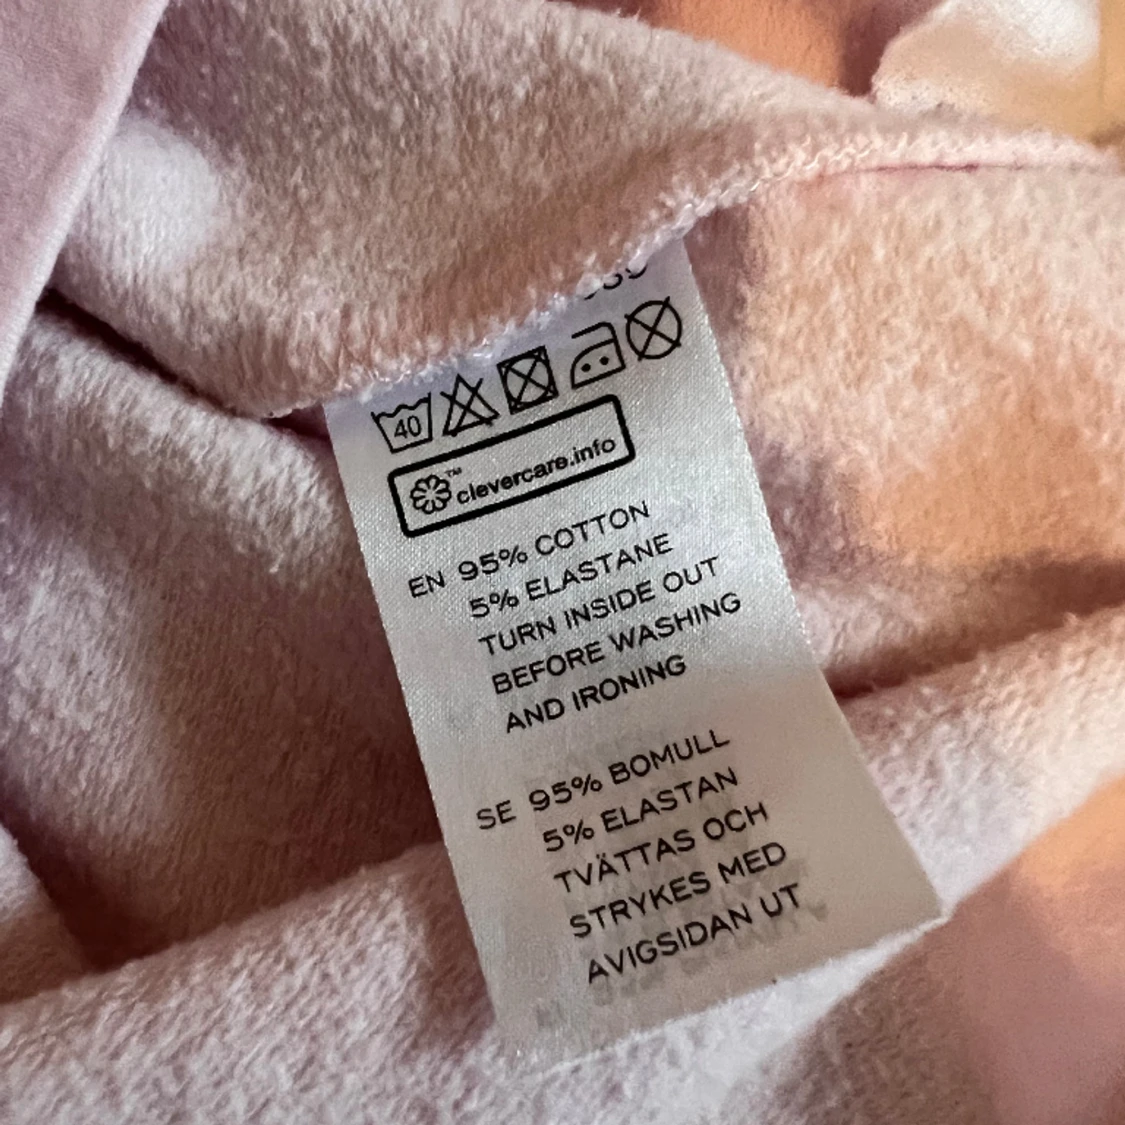 40
™ clevercare.info
EN 95% COTTON
5% ELASTANE
TURN INSIDE OUT
BEFORE WASHING
AND IRONING
SE 95% BOMULL
5% ELASTAN
TVÄTTAS OCH
STRYKES MED
AVIGSIDAN UT